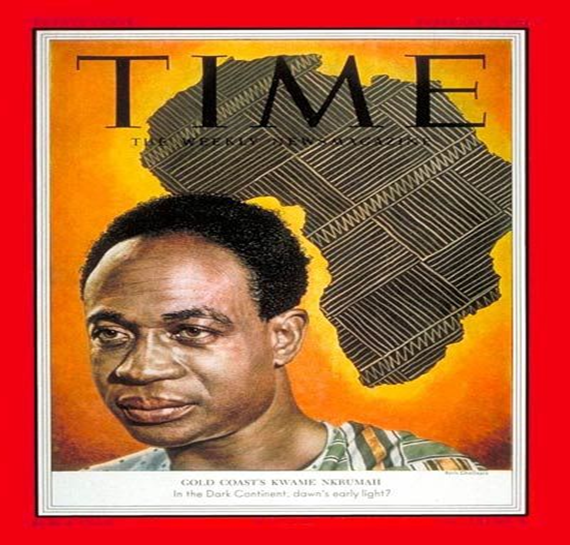 TIME
THE WEEKLY NEWSMAGAZINE
GOLD COAST'S KWAME NKRUMAH
In the Dark Continent, dawn's early light?